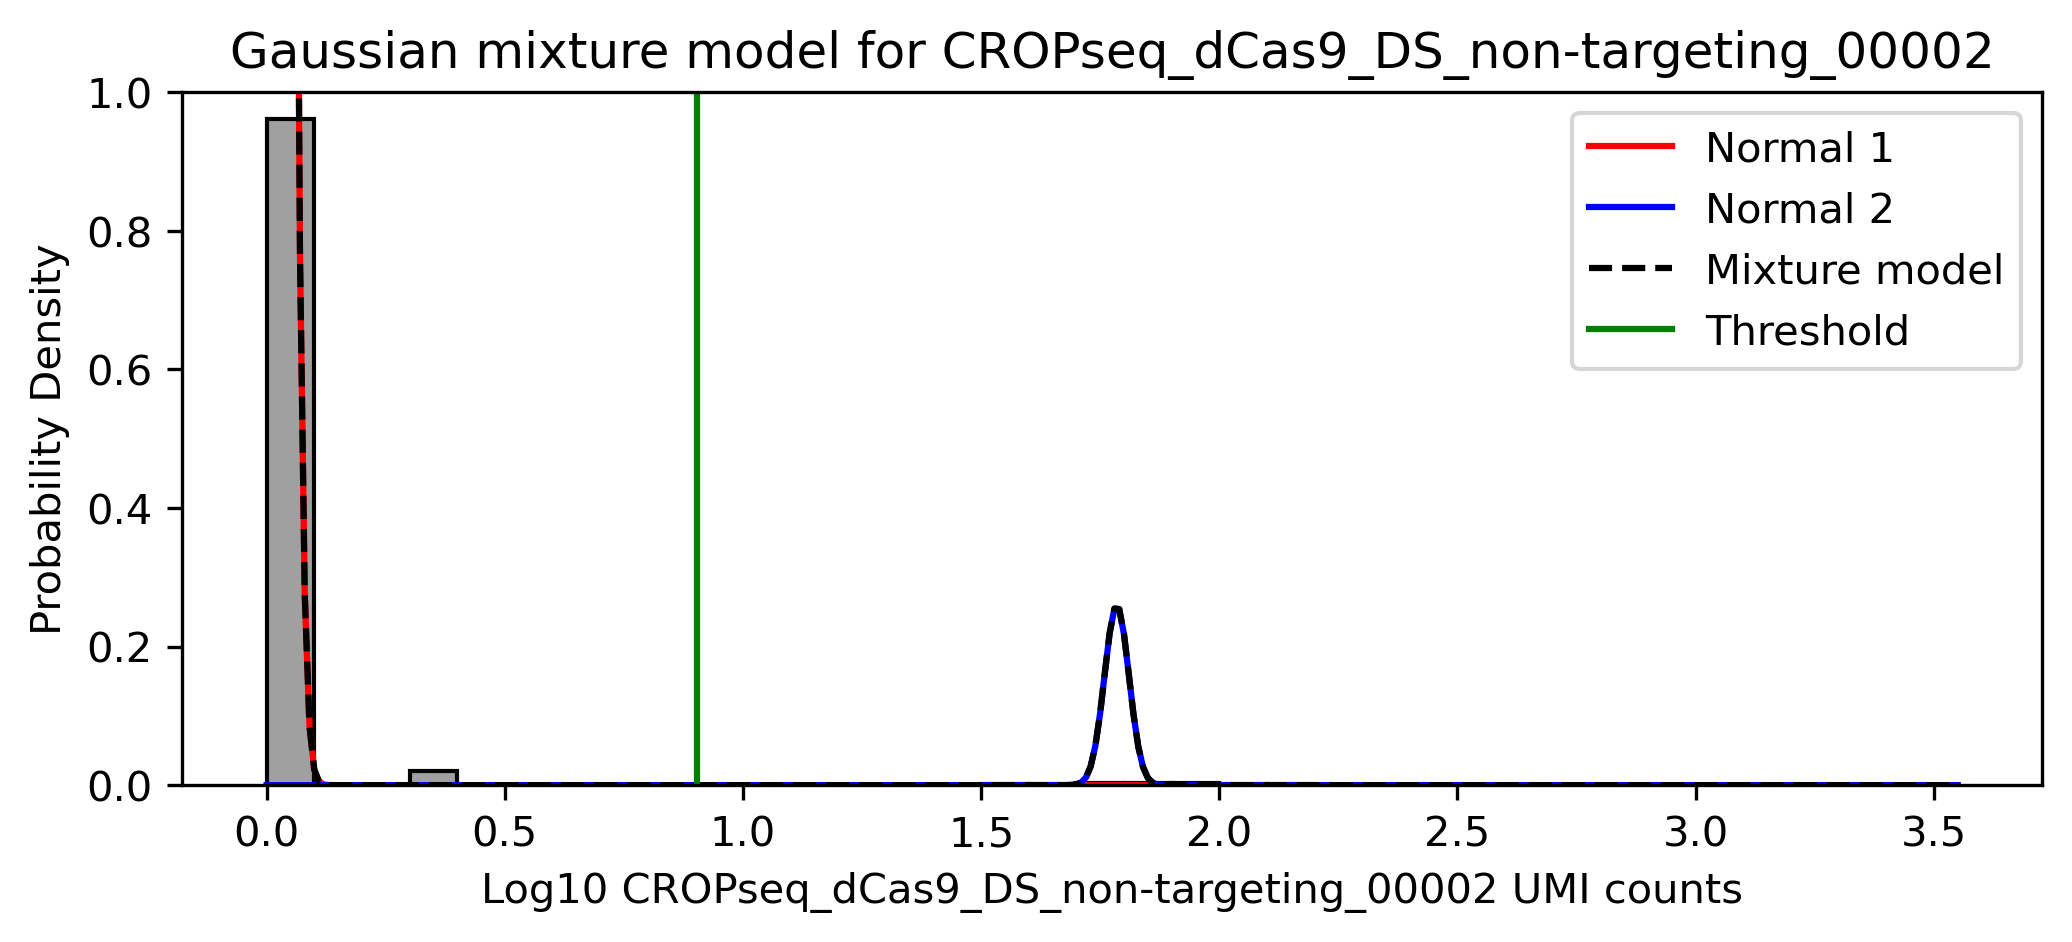 Gaussian mixture model for CROPseq_dCas9_DS_non-targeting_00002
Probability Density
1.0
0.8
0.6
0.4
0.2
0.0
Normal 1
Normal 2
Mixture model
Threshold
0.0 0.5 1.0 1.5 2.0 2.5 3.0 3.5
Log10 CROPseq_dCas9_DS_non-targeting_00002 UMI counts